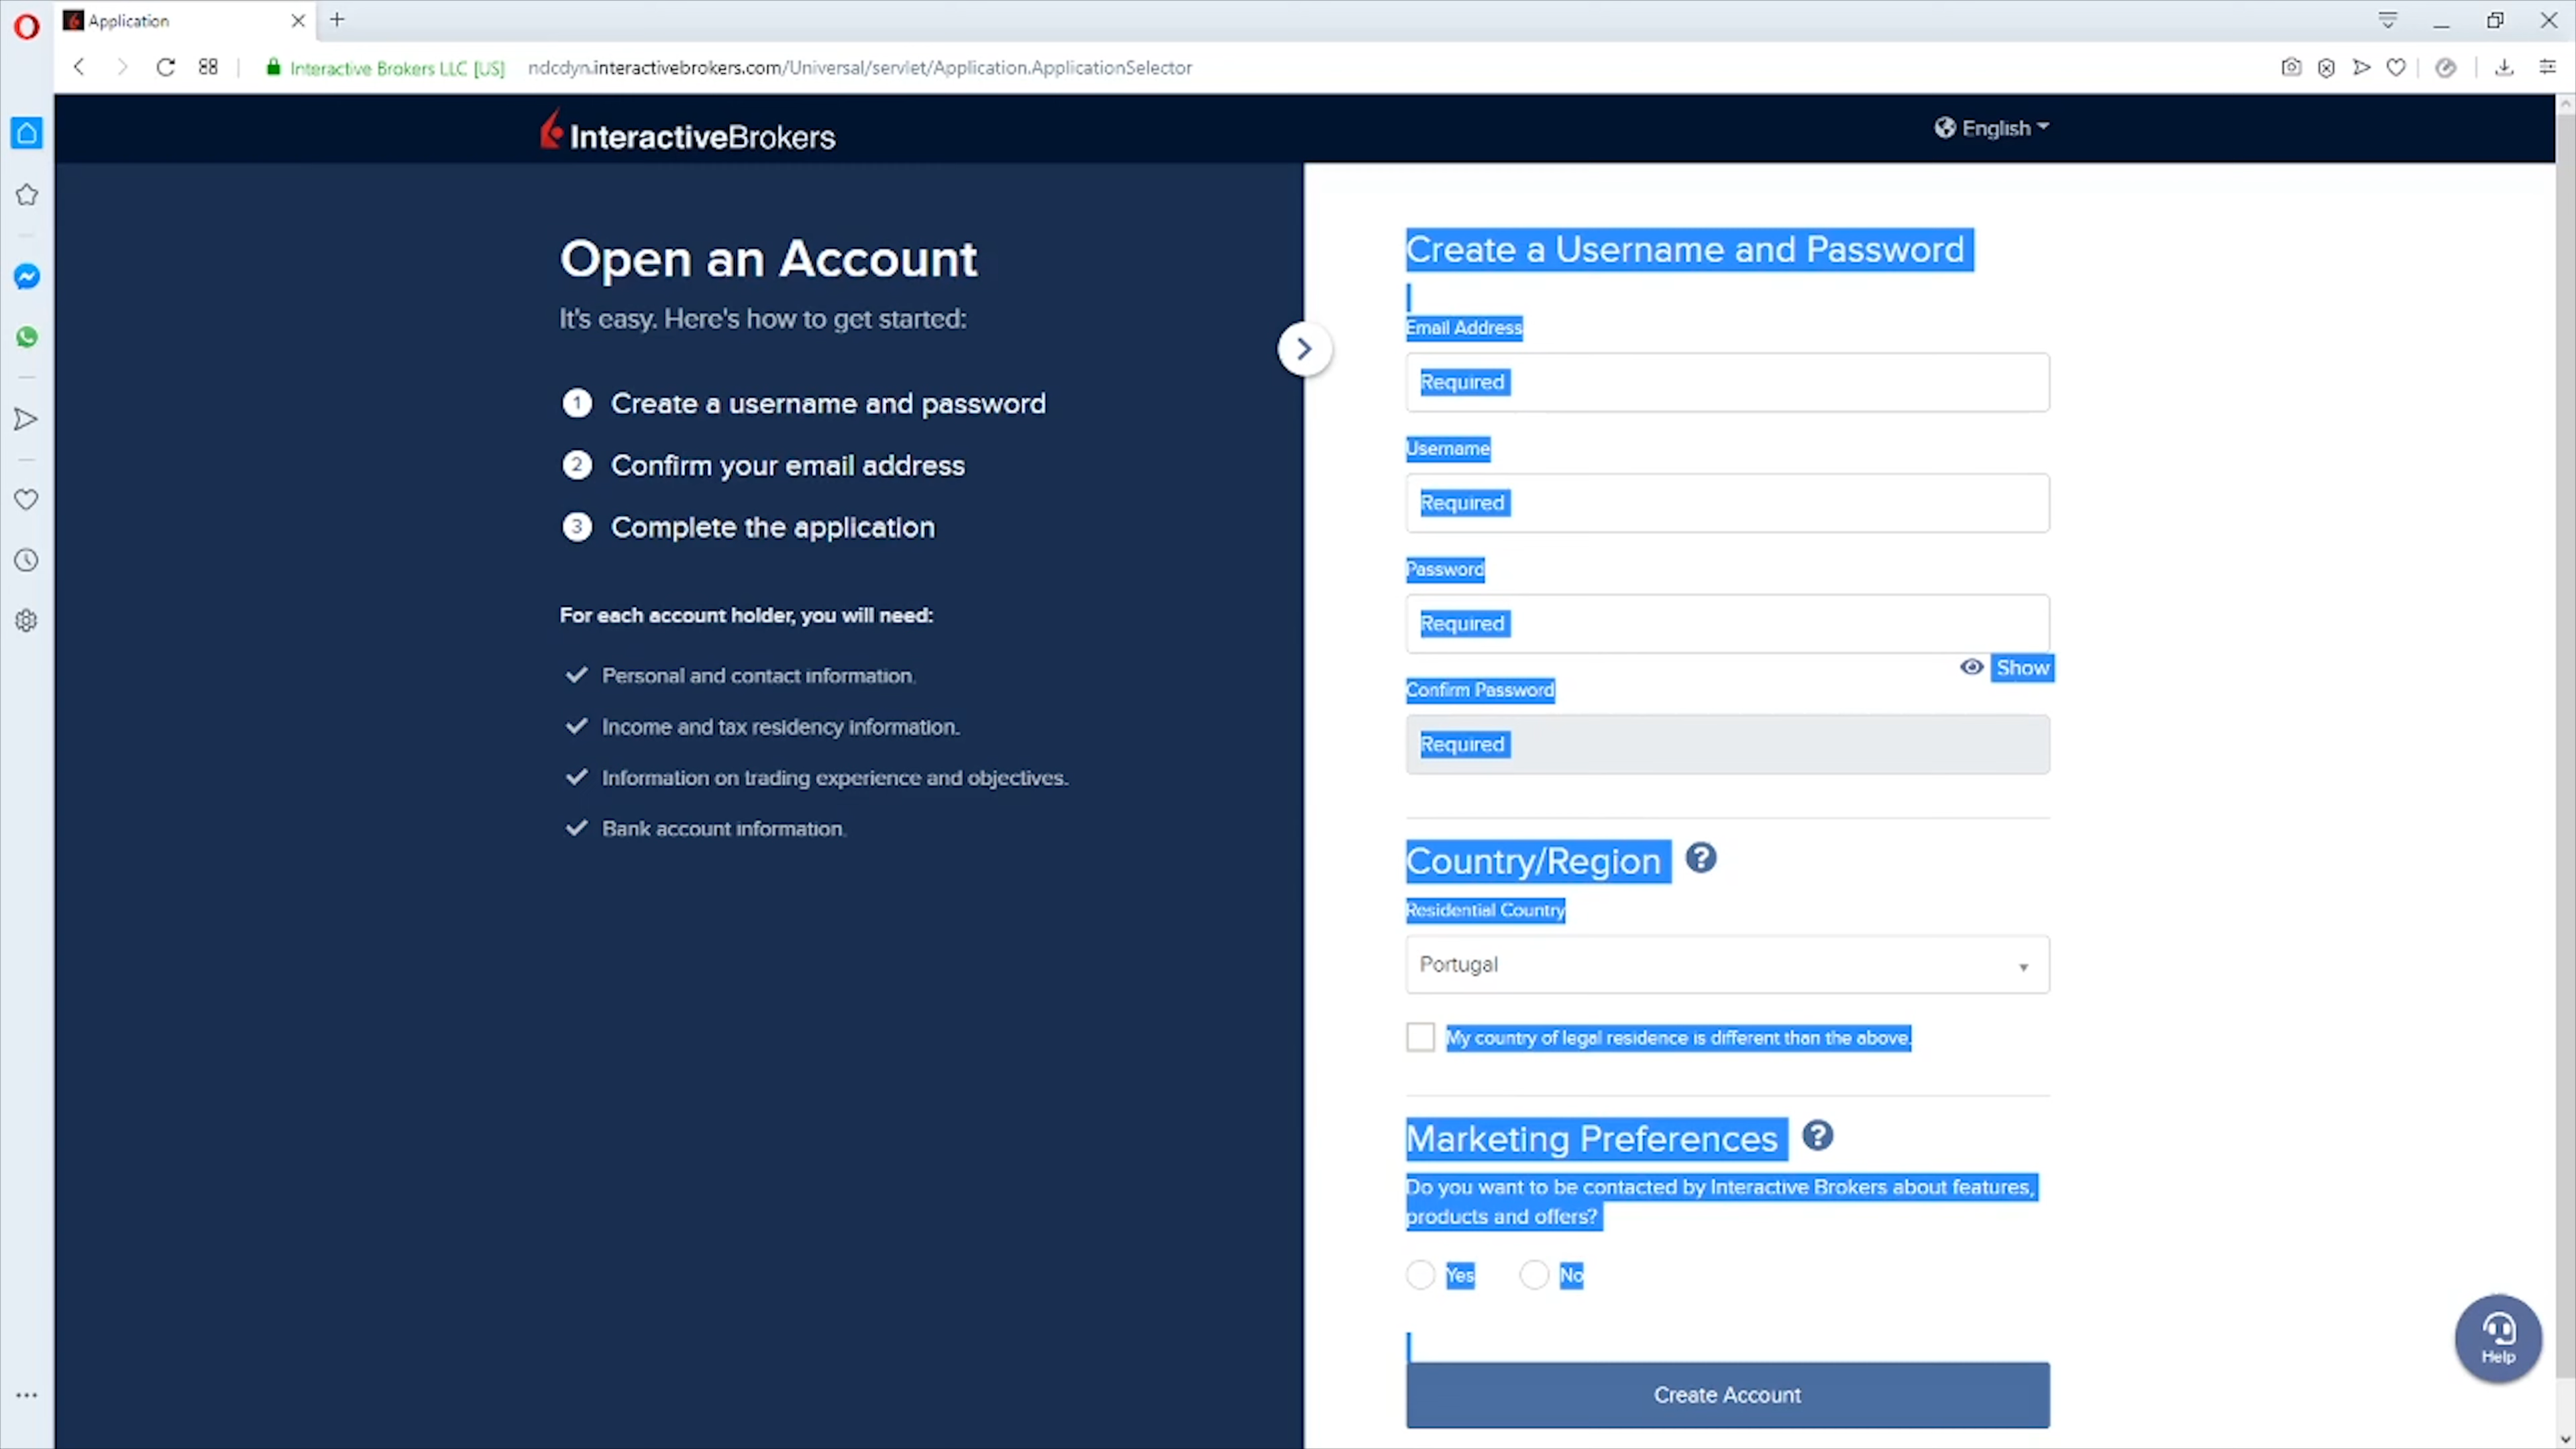 Application
Interactive Brokers LLC [US]
ndcdyn.interactivebrokers.com/Universal/servlet/Application.ApplicationSelector
InteractiveBrokers
English
Open an Account
It's easy. Here's how to get started:
1 Create a username and password
2 Confirm your email address
3 Complete the application
For each account holder, you will need:
Personal and contact information.
Income and tax residency information.
Information on trading experience and objectives.
Bank account information.
Create a Username and Password
Email Address
Required
Username
Required
Password
Required
Show
Confirm Password
Required
Country/Region ?
Residential Country
Portugal
My country of legal residence is different than the above.
Marketing Preferences ?
Do you want to be contacted by Interactive Brokers about features,
products and offers?
Yes No
Create Account
Help